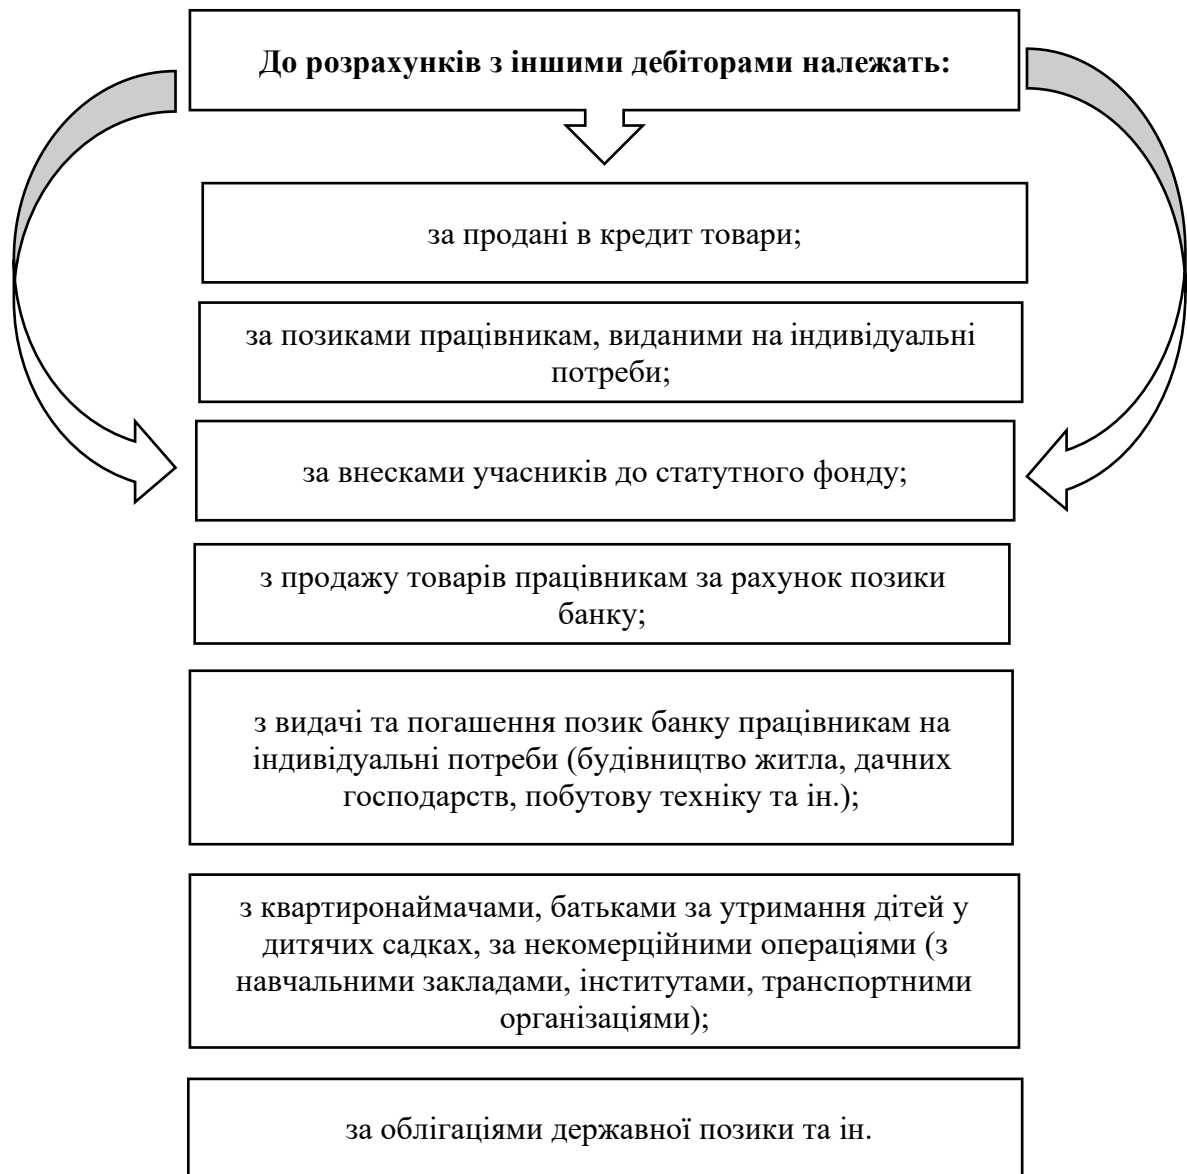 До розрахунків з іншими дебіторами належать:
за продані в кредит товари;
за позиками працівникам, виданими на індивідуальні
потреби;
за внесками учасників до статутного фонду;
з продажу товарів працівникам за рахунок позики
банку;
з видачі та погашення позик банку працівникам на
індивідуальні потреби (будівництво житла, дачних
господарств, побутову техніку та ін.);
з квартиронаймачами, батьками за утримання дітей у
дитячих садках, за некомерційними операціями (з
навчальними закладами, інститутами, транспортними
організаціями);
за облігаціями державної позики та ін.